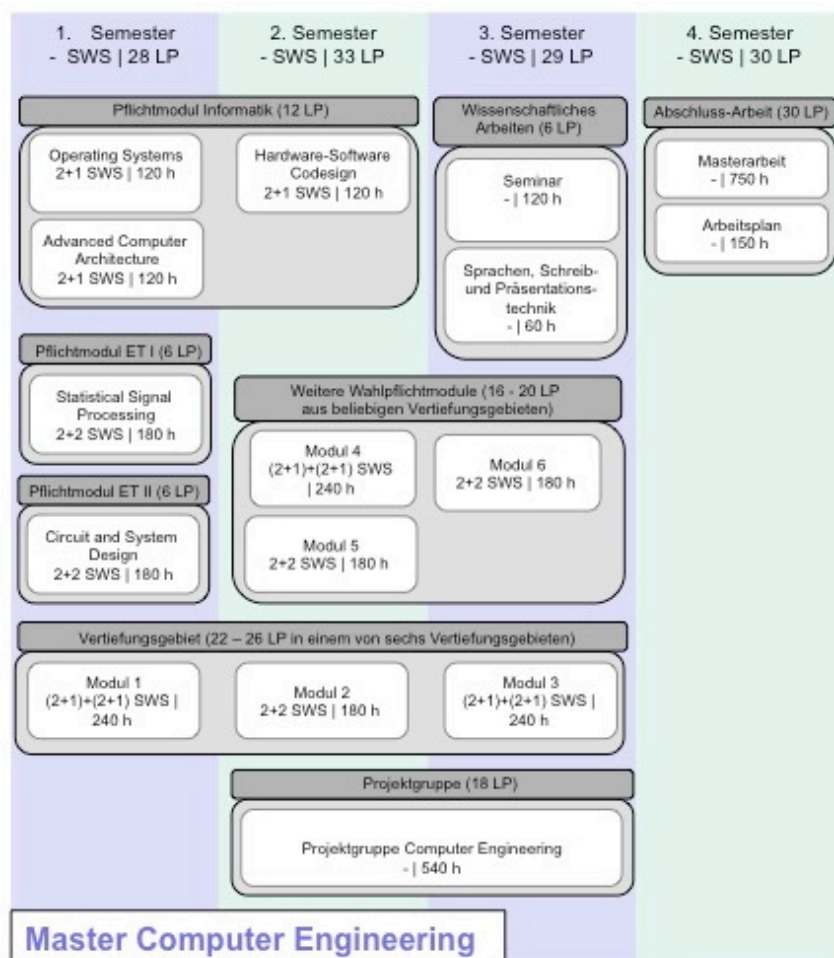 1. Semester
- SWS | 28 LP
2. Semester
- SWS | 33 LP
3. Semester
- SWS | 29 LP
4. Semester
- SWS | 30 LP
Pflichtmodul Informatik (12 LP)
Operating Systems
2+1 SWS | 120 h
Hardware-Software
Codesign
2+1 SWS | 120 h
Advanced Computer
Architecture
2+1 SWS | 120 h
Wissenschaftliches
Arbeiten (6 LP)
Seminar
- | 120 h
Sprachen, Schreib-
und Präsentations-
technik
- | 60 h
Abschluss-Arbeit (30 LP)
Masterarbeit
- | 750 h
Arbeitsplan
- | 150 h
Pflichtmodul ET I (6 LP)
Statistical Signal
Processing
2+2 SWS | 180 h
Pflichtmodul ET II (6 LP)
Circuit and System
Design
2+2 SWS | 180 h
Weitere Wahlpflichtmodule (16 - 20 LP
aus beliebigen Vertiefungsgebieten)
Modul 4
(2+1)+(2+1) SWS
| 240 h
Modul 6
2+2 SWS | 180 h
Modul 5
2+2 SWS | 180 h
Vertiefungsgebiet (22 – 26 LP in einem von sechs Vertiefungsgebieten)
Modul 1
(2+1)+(2+1) SWS |
240 h
Modul 2
2+2 SWS | 180 h
Modul 3
(2+1)+(2+1) SWS |
240 h
Projektgruppe (18 LP)
Projektgruppe Computer Engineering
- | 540 h
Master Computer Engineering